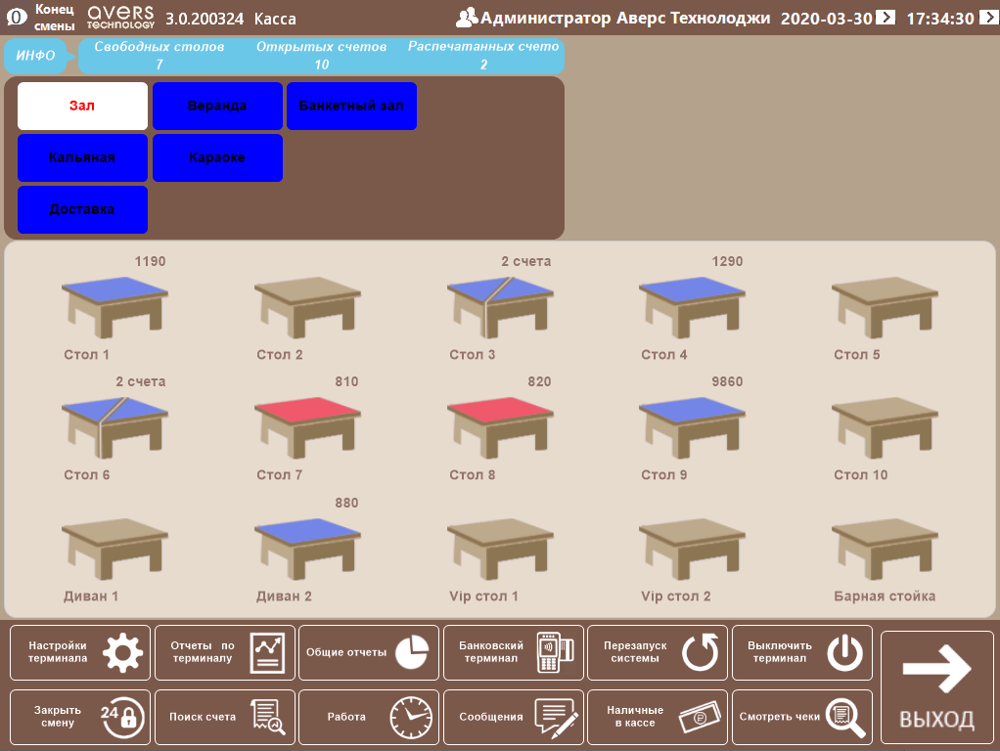 0 Конец смены avers TECHNOLOGY 3.0.200324 Касса Администратор Аверс Технолоджи 2020-03-30 17:34:30
ИНФО Свободных столов Открытых счетов Распечатанных счето
7 10 2
Зал Веранда Банкетный зал
Кальяная Караоке
Доставка
1190 2 счета 1290
Стол 1 Стол 2 Стол 3 Стол 4 Стол 5
2 счета 810 820 9860
Стол 6 Стол 7 Стол 8 Стол 9 Стол 10
880
Диван 1 Диван 2 Vip стол 1 Vip стол 2 Барная стойка
Настройки терминала
Отчеты по терминалу
Общие отчеты
Банковский терминал
Перезапуск системы
Выключить терминал
Закрыть смену 24
Поиск счета
Работа
Сообщения
Наличные в кассе
Смотреть чеки
ВЫХОД